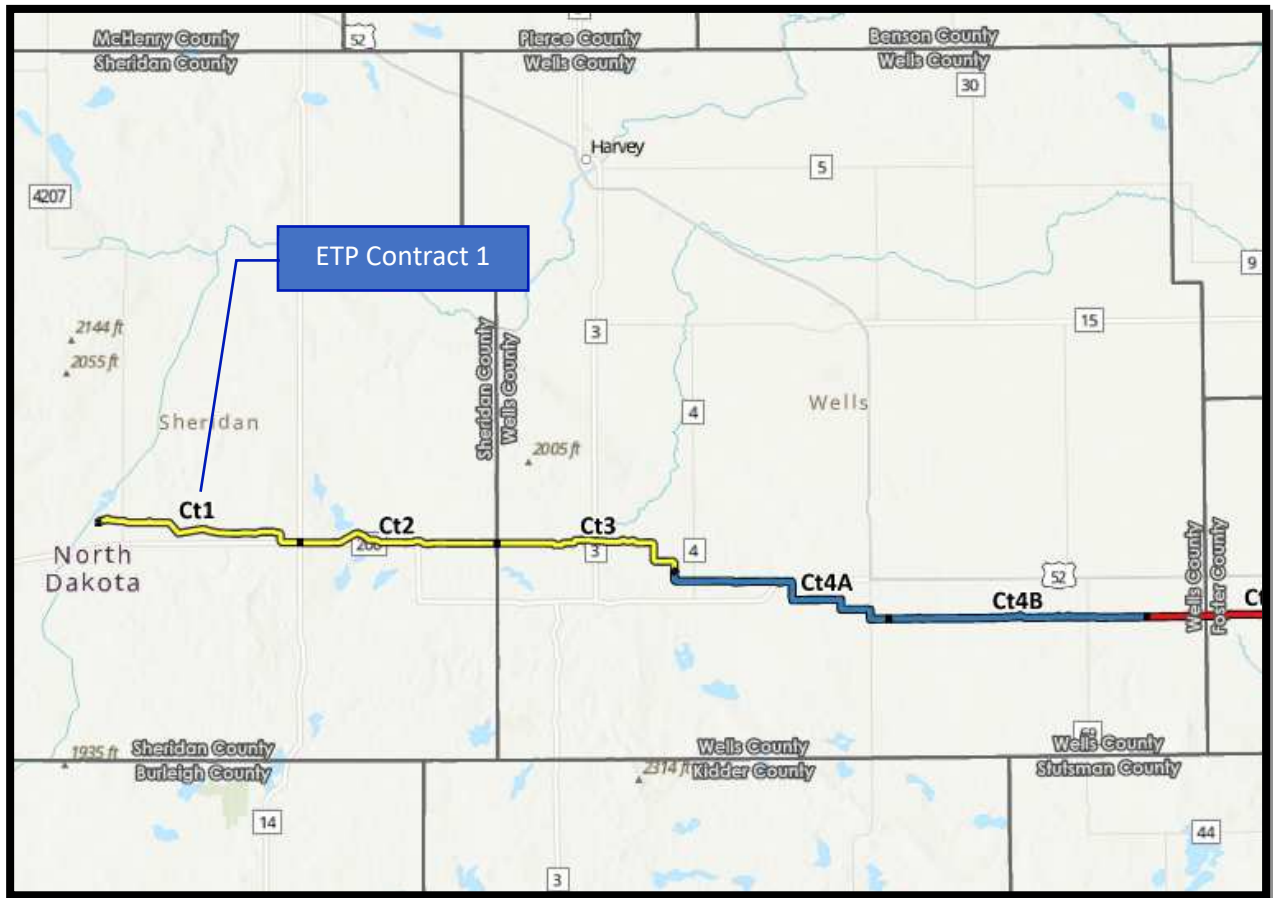 McHenry County
52
Pierce County
Benson County
Sheridan County
Wells County
Wells County
30
Harvey
5
4207
ETP Contract 1
9
2144 ft
3
15
2055 ft
Sheridan County
Wells County
Sheridan
4
Wells
2005 ft
Ct1
Ct2
Ct3
North
Dakota
3
4
52
Ct4A
Ct4B
Ct
Wells County
Foster County
1935 ft
Sheridan County
Wells County
Wells County
Burleigh County
2314 ft
Kidder County
Stutsman County
14
44
3